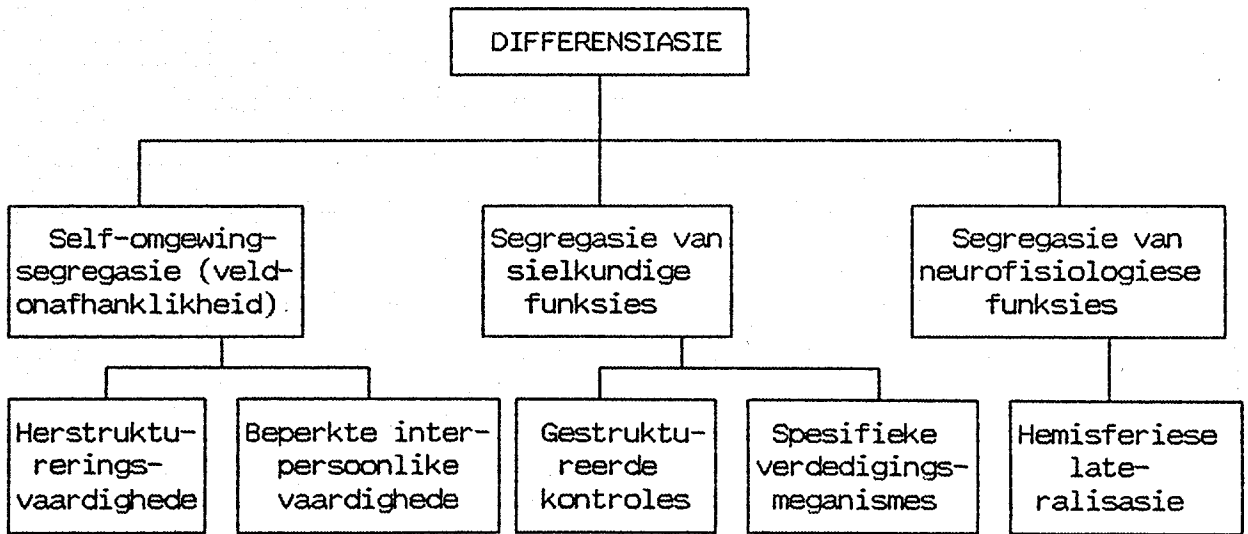 DIFFERENSIASIE
Self-omgewing-
segregasie (veld-
onafhanklikheid)
Segregasie van
sielkundige
funksies
Segregasie van
neurofisiologiese
funksies
Herstruktu-
rerings-
vaardighede
Beperkte inter-
persoonlike
vaardighede
Gestruktu-
reerde
kontroles
Spesifieke
verdedigings-
meganismes
Hemisferiese
late-
ralisasie